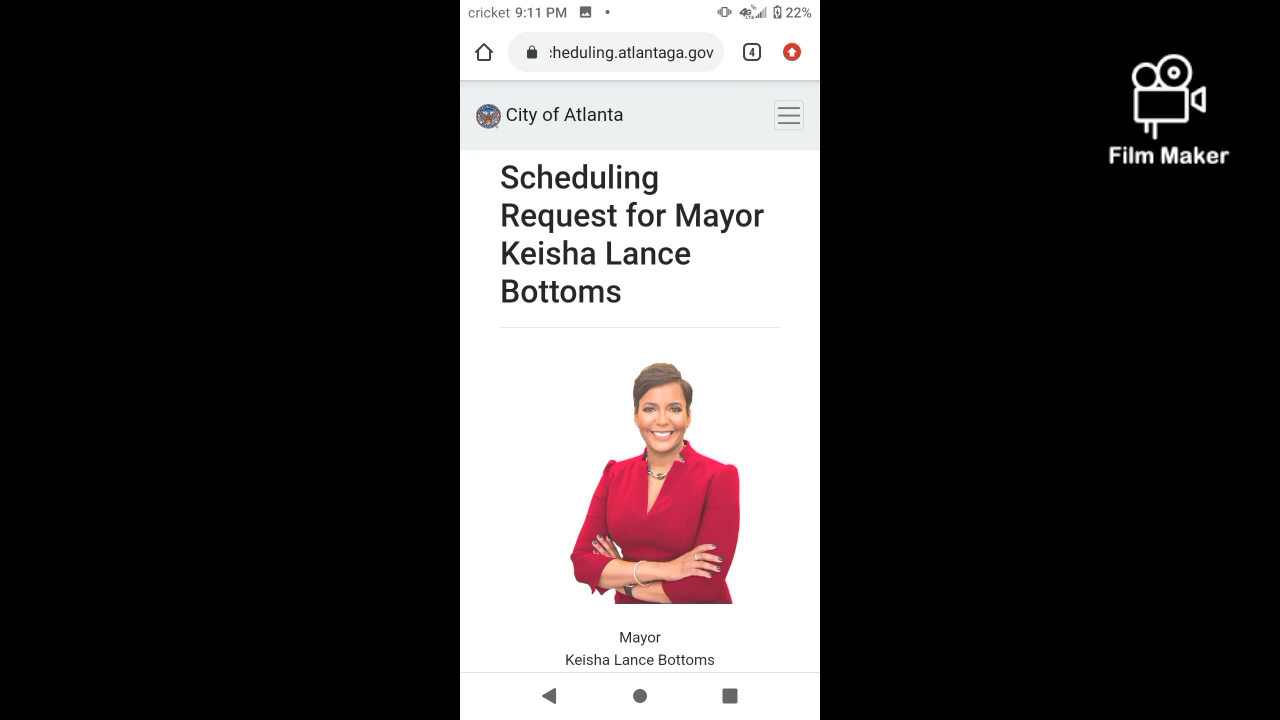 cricket 9:11 PM 22%
:heduling.atlantaga.gov 4
City of Atlanta
Scheduling
Request for Mayor
Keisha Lance
Bottoms
Mayor
Keisha Lance Bottoms
Film Maker